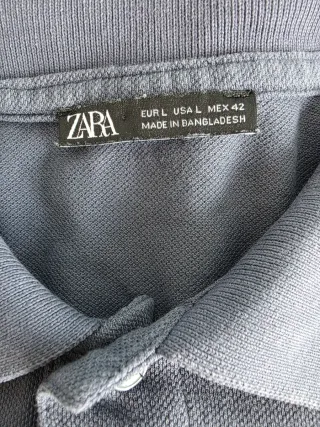 ZARA
EUR L USA L MEX 42
MADE IN BANGLADESH